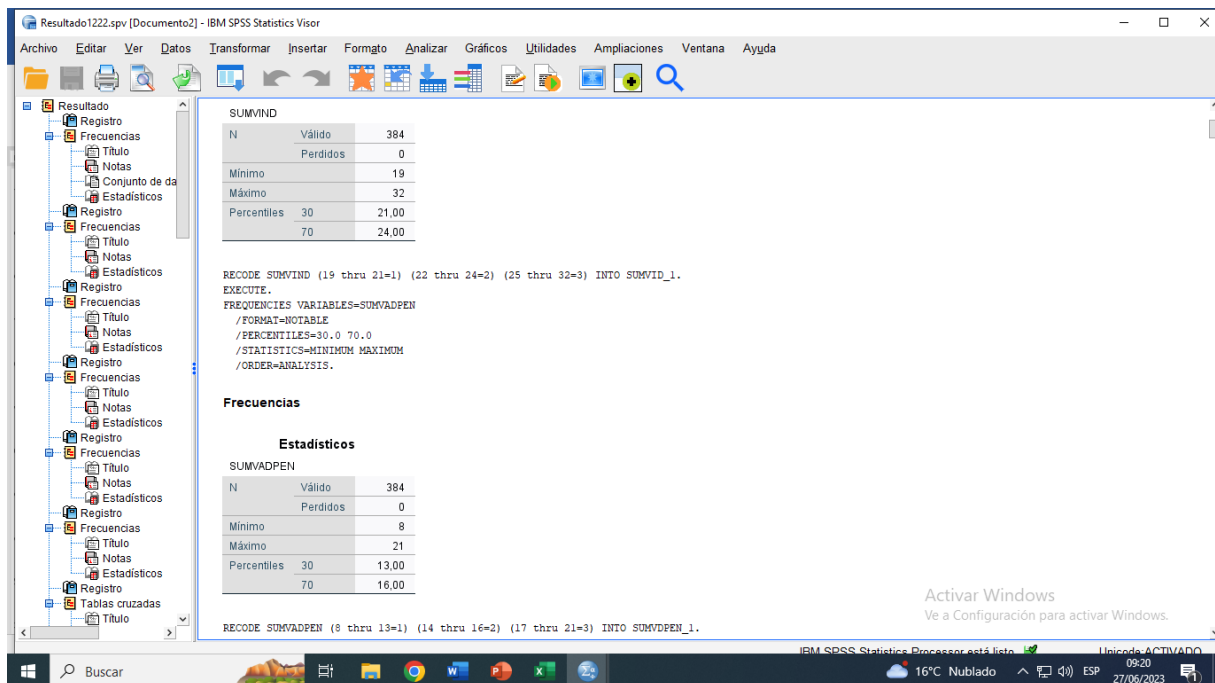 Resultado1222.spv [Documento2] - IBM SPSS Statistics Visor
Archivo Editar Ver Datos Transformar Insertar Formato Analizar Gráficos Utilidades Ampliaciones Ventana Ayuda
Resultado
Registro
Frecuencias
Título
Notas
Conjunto de da
Estadísticos
Registro
Frecuencias
Título
Notas
Estadísticos
Registro
Frecuencias
Título
Notas
Estadísticos
Registro
Frecuencias
Título
Notas
Estadísticos
Registro
Frecuencias
Título
Notas
Estadísticos
Registro
Frecuencias
Título
Notas
Estadísticos
Registro
Tablas cruzadas
Título
SUMVIND
N Válido 384
Perdidos 0
Mínimo 19
Máximo 32
Percentiles 30 21,00
70 24,00
RECODE SUMVIND (19 thru 21=1) (22 thru 24=2) (25 thru 32=3) INTO SUMVID_1.
EXECUTE.
FREQUENCIES VARIABLES=SUMVADPEN
/FORMAT=NOTABLE
/PERCENTILES=30.0 70.0
/STATISTICS=MINIMUM MAXIMUM
/ORDER=ANALYSIS.
Frecuencias
Estadísticos
SUMVADPEN
N Válido 384
Perdidos 0
Mínimo 8
Máximo 21
Percentiles 30 13,00
70 16,00
RECODE SUMVADPEN (8 thru 13=1) (14 thru 16=2) (17 thru 21=3) INTO SUMVDPEN_1.
Activar Windows
Ve a Configuración para activar Windows.
IBM SPSS Statistics Processor está listo Unicode:ACTIVADO
Buscar
16°C Nublado
ESP
09:20
27/06/2023